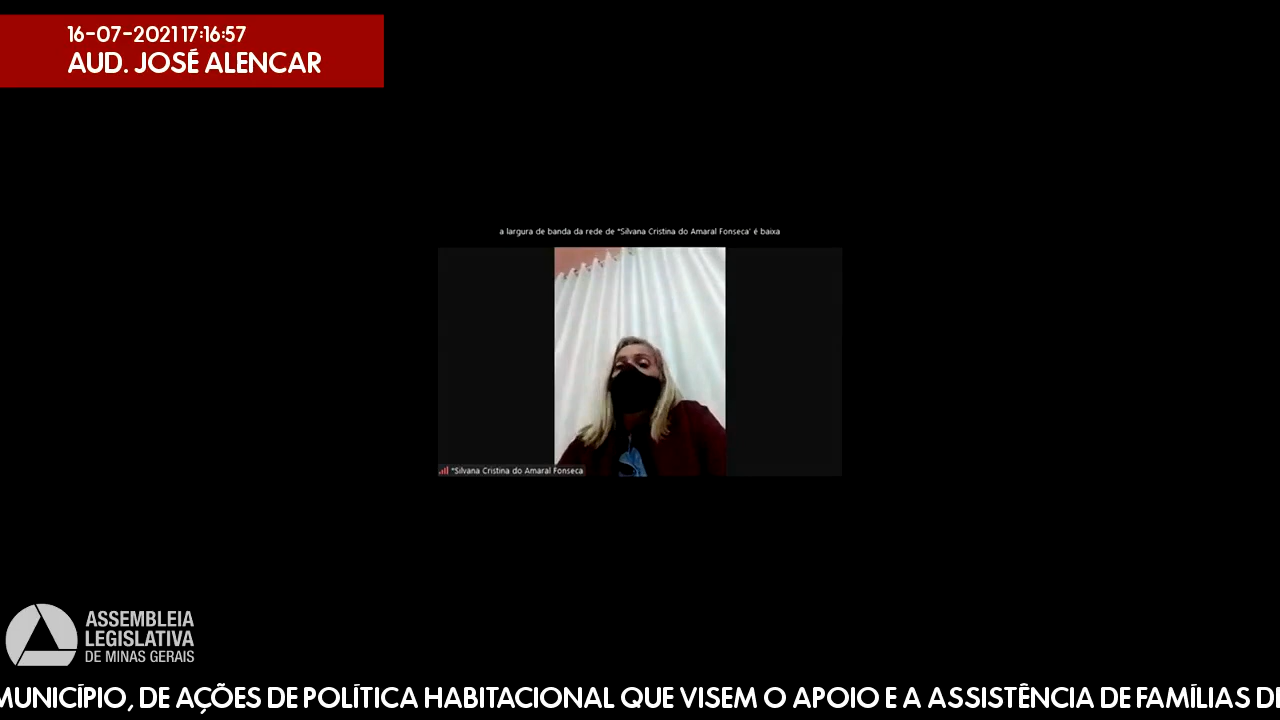 16-07-2021 17:16:57
AUD. JOSÉ ALENCAR
a largura de banda da rede de "Silvana Cristina do Amaral Fonseca' é baixa
"Silvana Cristina do Amaral Fonseca
ASSEMBLEIA
LEGISLATIVA
DE MINAS GERAIS
MUNICÍPIO, DE AÇÕES DE POLÍTICA HABITACIONAL QUE VISEM O APOIO E A ASSISTÊNCIA DE FAMÍLIAS